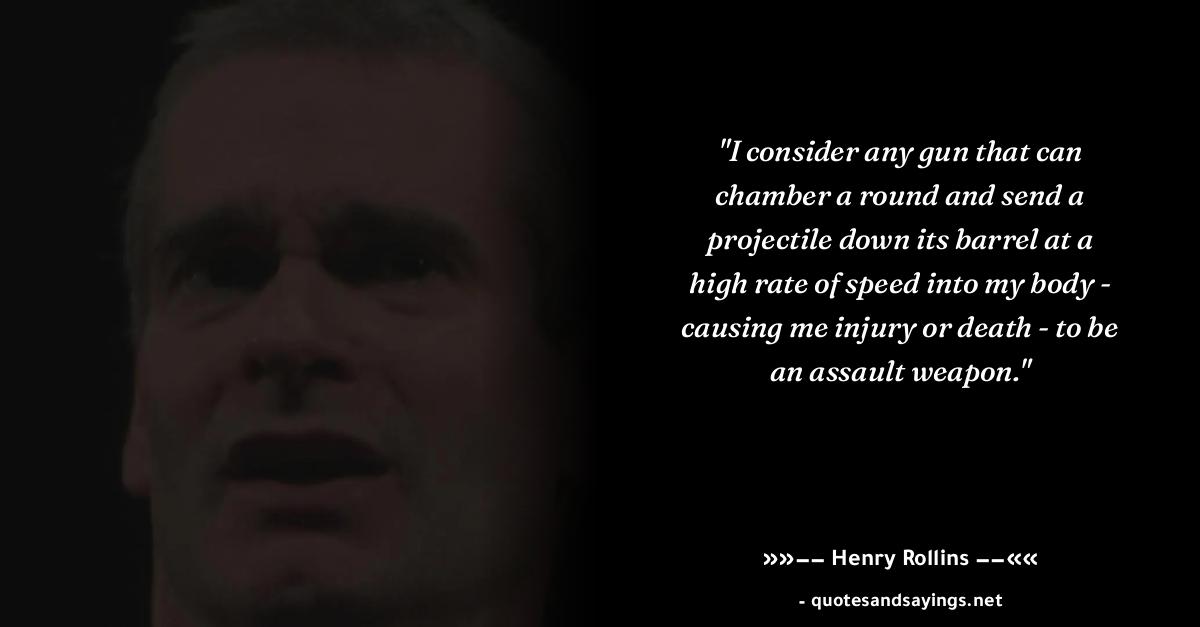 "I consider any gun that can
chamber a round and send a
projectile down its barrel at a
high rate of speed into my body -
causing me injury or death - to be
an assault weapon."
»»−− Henry Rollins −−««
- quotesandsayings.net